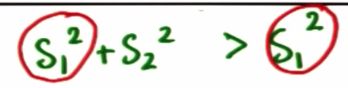 S₁² + S₂² > S₁²